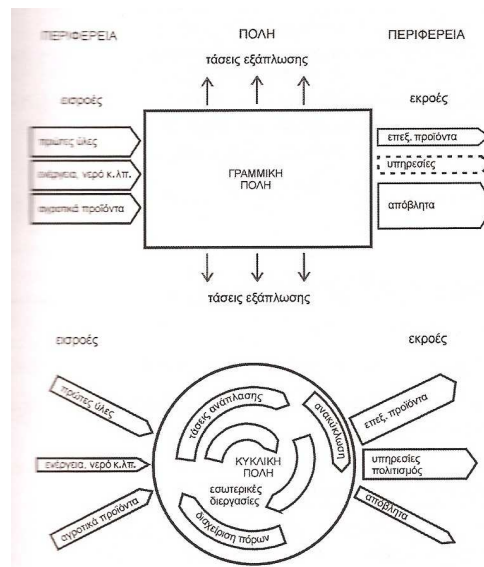 ΠΕΡΙΦΕΡΕΙΑ
ΠΟΛΗ
ΠΕΡΙΦΕΡΕΙΑ
τάσεις εξάπλωσης
εισροές
εκροές
πρώτες ύλες
ενέργεια, νερό κ.λπ.
αγροτικά προϊόντα
ΓΡΑΜΜΙΚΗ
ΠΟΛΗ
επεξ. προϊόντα
υπηρεσίες
απόβλητα
τάσεις εξάπλωσης
εισροές
εκροές
πρώτες ύλες
ενέργεια, νερό κ.λπ.
αγροτικά προϊόντα
τάσεις ανάπλασης
ανακύκλωση
ΚΥΚΛΙΚΗ
ΠΟΛΗ
εσωτερικές
διεργασίες
διαχείριση πόρων
επεξ. προϊόντα
υπηρεσίες
πολιτισμός
απόβλητα